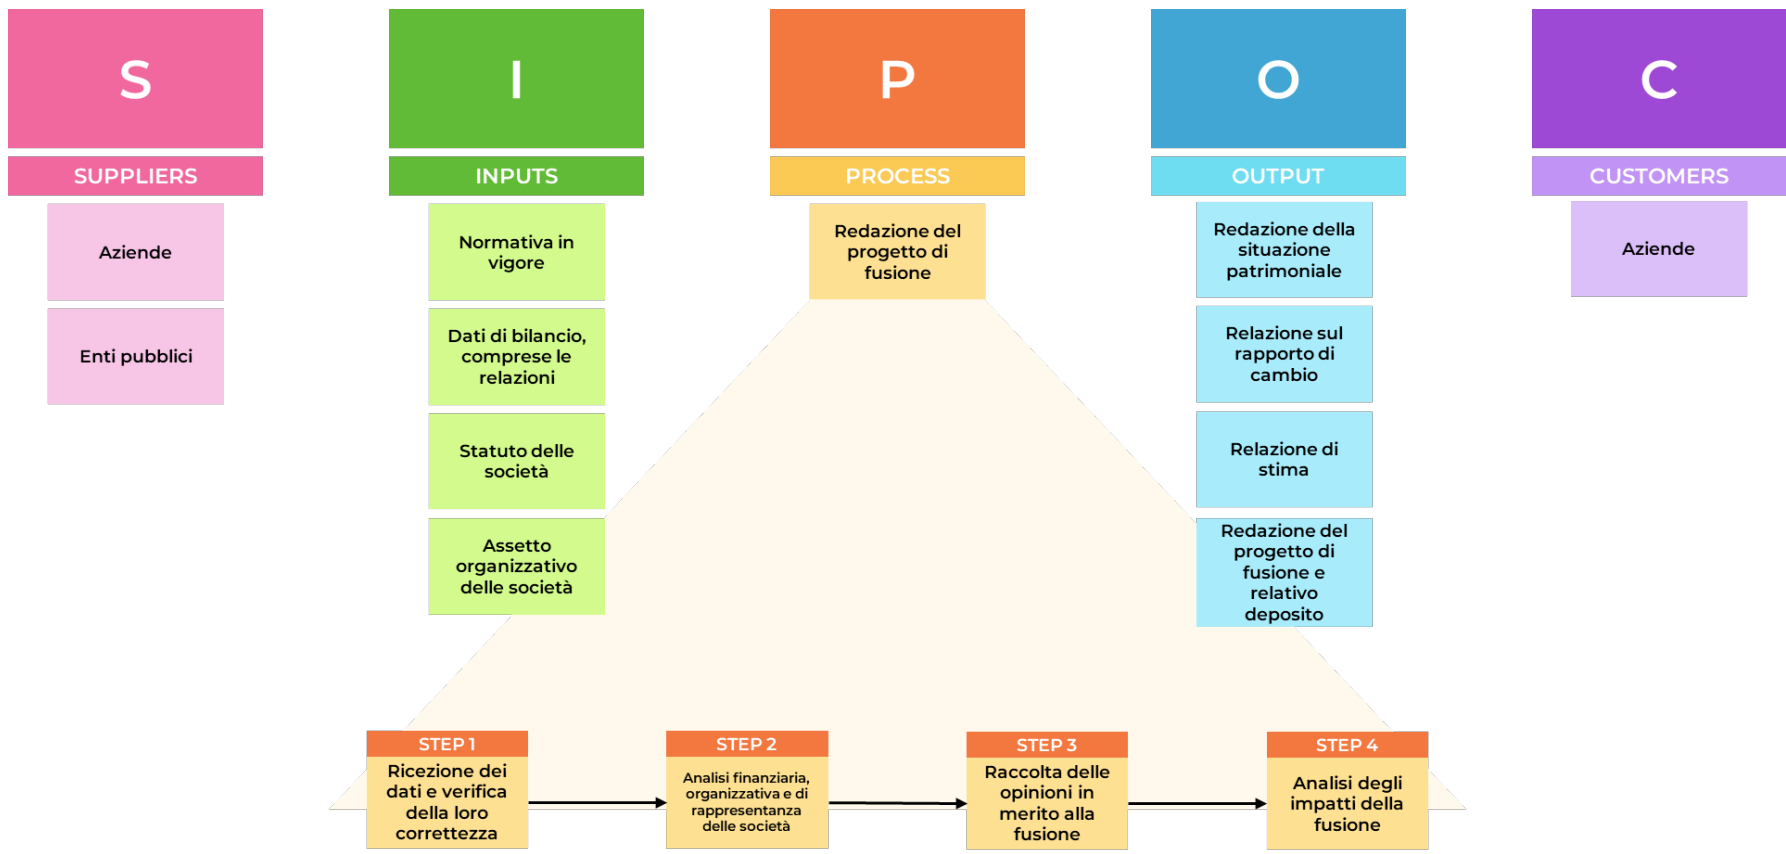 S
I
P
O
C
SUPPLIERS
INPUTS
PROCESS
OUTPUT
CUSTOMERS
Aziende
Enti pubblici
Normativa in
vigore
Dati di bilancio,
comprese le
relazioni
Statuto delle
società
Assetto
organizzativo
delle società
Redazione del
progetto di
fusione
Redazione della
situazione
patrimoniale
Relazione sul
rapporto di
cambio
Relazione di
stima
Redazione del
progetto di
fusione e
relativo
deposito
Aziende
STEP 1
Ricezione dei
dati e verifica
della loro
correttezza
STEP 2
Analisi finanziaria,
organizzativa e di
rappresentanza
delle società
STEP 3
Raccolta delle
opinioni in
merito alla
fusione
STEP 4
Analisi degli
impatti della
fusione